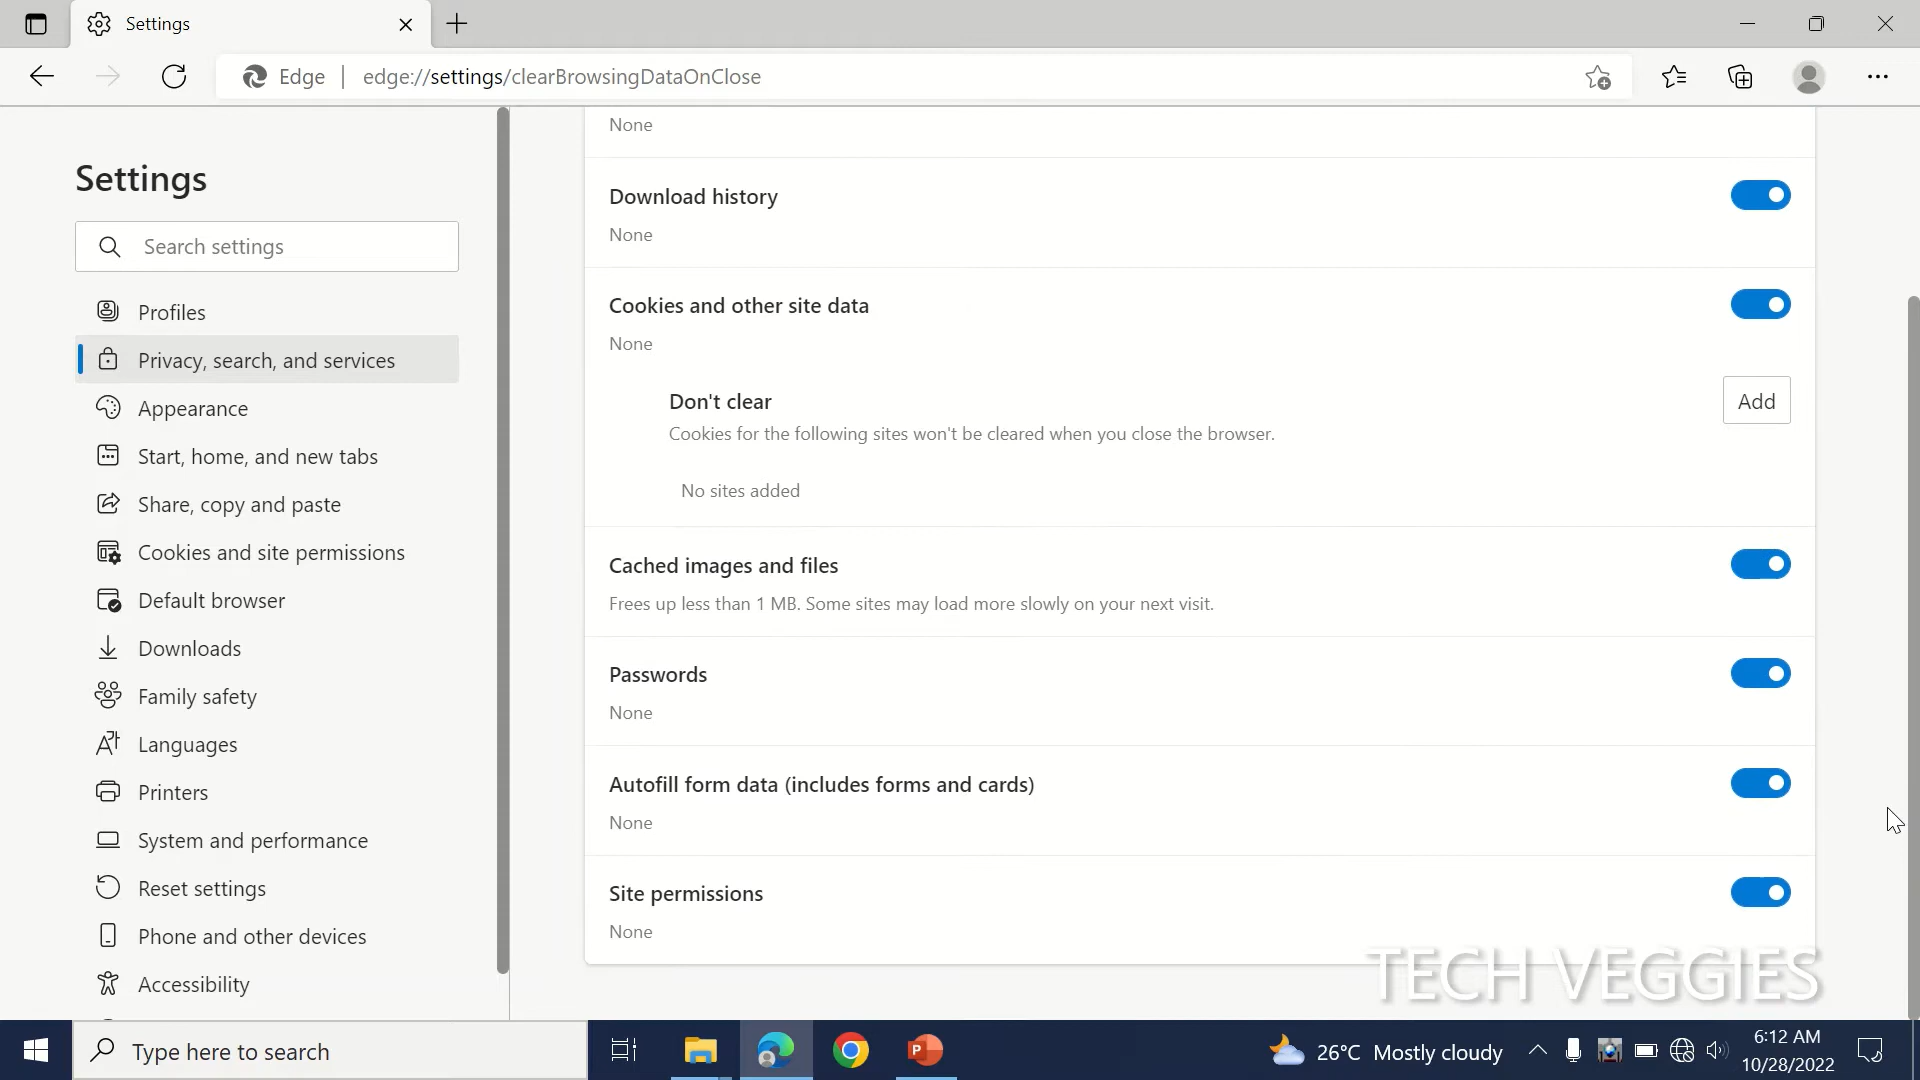 Settings
Edge | edge://settings/clearBrowsingDataOnClose
Settings
Search settings
Profiles
Privacy, search, and services
Appearance
Start, home, and new tabs
Share, copy and paste
Cookies and site permissions
Default browser
Downloads
Family safety
Languages
Printers
System and performance
Reset settings
Phone and other devices
Accessibility
None
Download history
None
Cookies and other site data
None
Don't clear
Add
Cookies for the following sites won't be cleared when you close the browser.
No sites added
Cached images and files
Frees up less than 1 MB. Some sites may load more slowly on your next visit.
Passwords
None
Autofill form data (includes forms and cards)
None
Site permissions
None
TECH VEGGIES
Type here to search
P
26°C Mostly cloudy
6:12 AM
10/28/2022